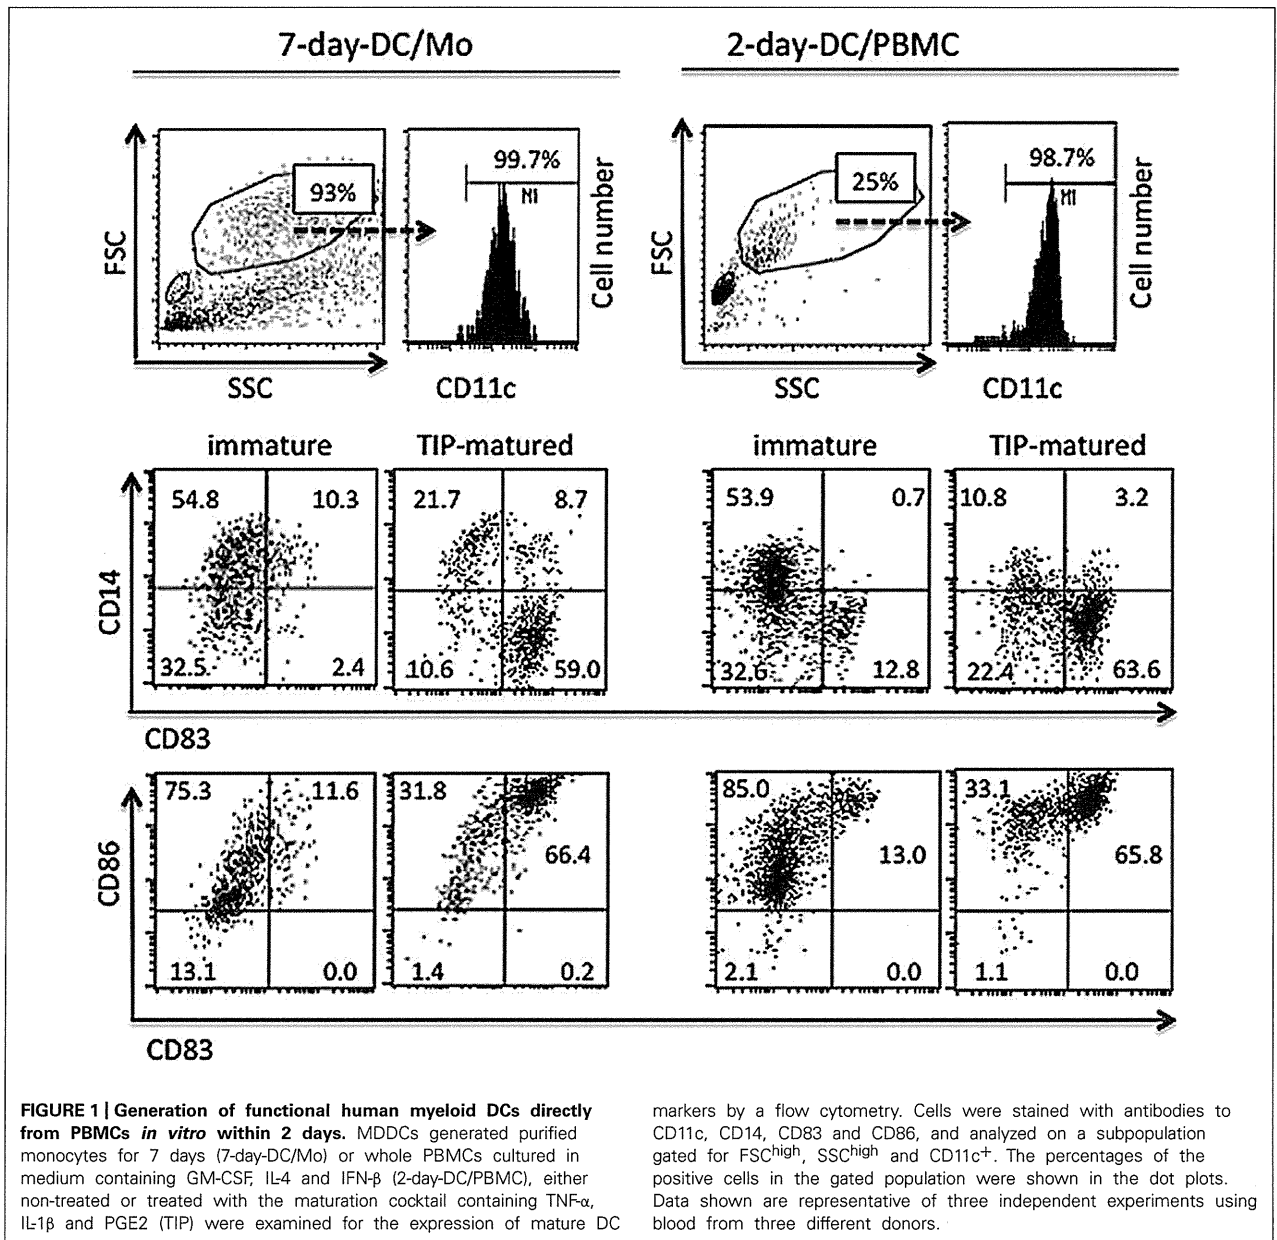 7-day-DC/Mo
2-day-DC/PBMC
93%
99.7%
FSC
SSC
CD11c
Cell number
25%
98.7%
FSC
SSC
CD11c
Cell number
immature
TIP-matured
immature
TIP-matured
CD14
54.8 10.3
32.5 2.4
21.7 8.7
10.6 59.0
53.9 0.7
32.6 12.8
10.8 3.2
22.4 63.6
CD83
CD86
75.3 11.6
13.1 0.0
31.8
66.4
1.4 0.2
85.0
13.0
2.1 0.0
33.1
65.8
1.1 0.0
CD83
FIGURE 1 | Generation of functional human myeloid DCs directly
from PBMCs in vitro within 2 days. MDDCs generated purified
monocytes for 7 days (7-day-DC/Mo) or whole PBMCs cultured in
medium containing GM-CSF, IL-4 and IFN-β (2-day-DC/PBMC), either
non-treated or treated with the maturation cocktail containing TNF-α,
IL-1β and PGE2 (TIP) were examined for the expression of mature DC
markers by a flow cytometry. Cells were stained with antibodies to
CD11c, CD14, CD83 and CD86, and analyzed on a subpopulation
gated for FSChigh, SSChigh and CD11c+. The percentages of the
positive cells in the gated population were shown in the dot plots.
Data shown are representative of three independent experiments using
blood from three different donors.